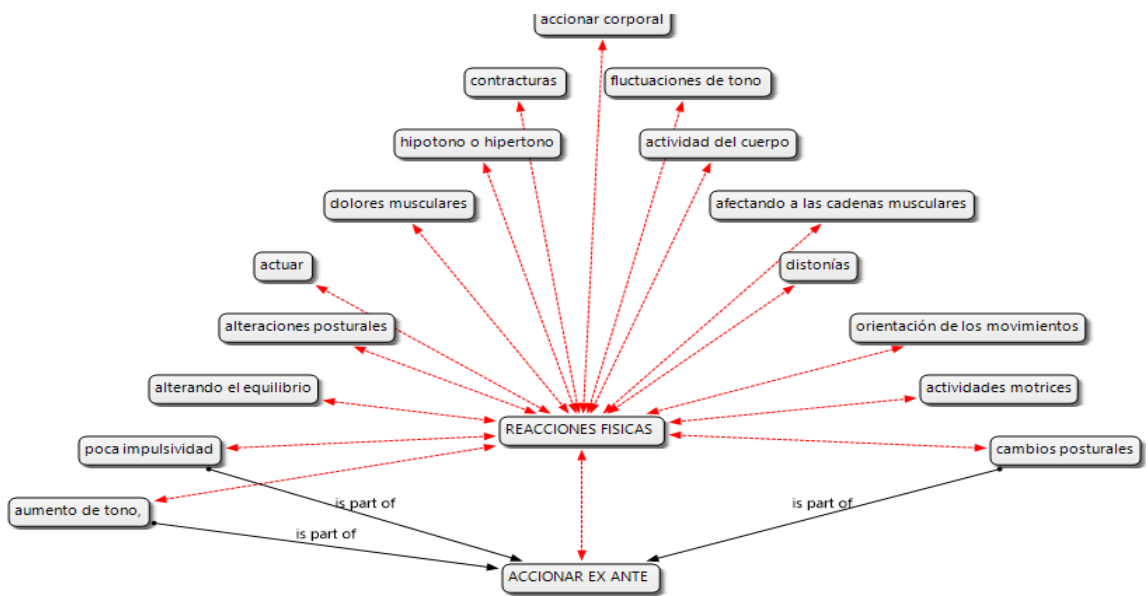 accionar corporal
contracturas
fluctuaciones de tono
hipotono o hipertono
actividad del cuerpo
dolores musculares
afectando a las cadenas musculares
actuar
distonías
alteraciones posturales
orientación de los movimientos
alterando el equilibrio
actividades motrices
REACCIONES FISICAS
poca impulsividad
cambios posturales
is part of
is part of
aumento de tono,
is part of
ACCIONAR EX ANTE